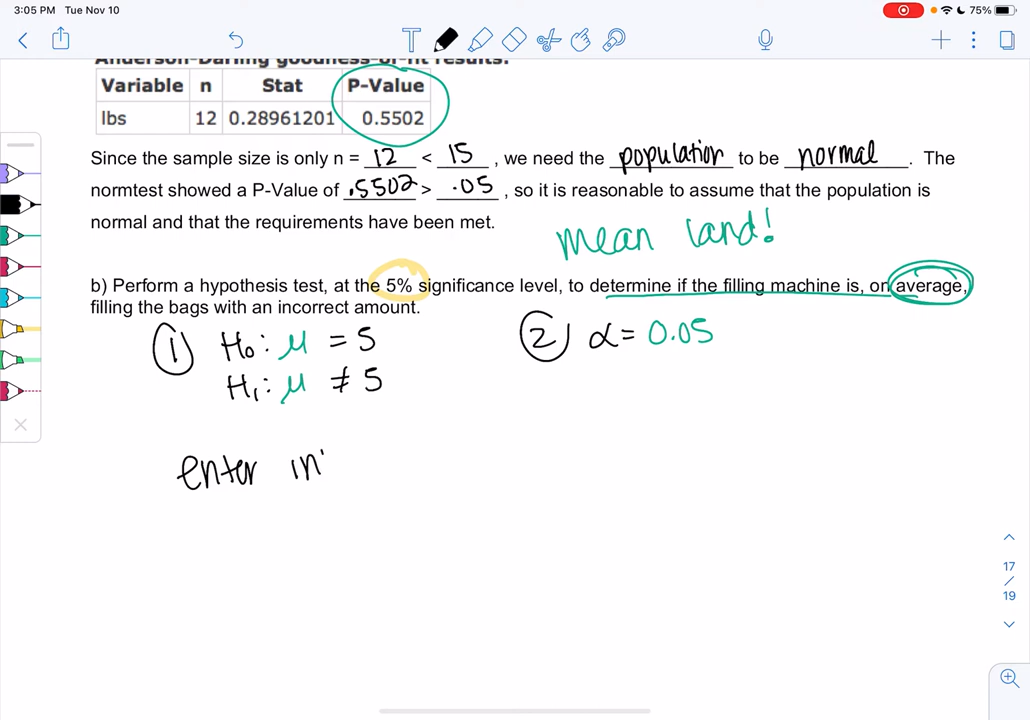 3:05 PM Tue Nov 10 75%
Anderson-Darling goodness-of-fit results:
Variable n Stat P-Value
lbs 12 0.28961201 0.5502
Since the sample size is only n = 12 < 15, we need the population to be normal. The
normtest showed a P-Value of .5502 > .05, so it is reasonable to assume that the population is
normal and that the requirements have been met.
mean land!
b) Perform a hypothesis test, at the 5% significance level, to determine if the filling machine is, on average,
filling the bags with an incorrect amount.
① H₀: μ = 5 ② α = 0.05
H₁: μ ≠ 5
enter in
17
/
19